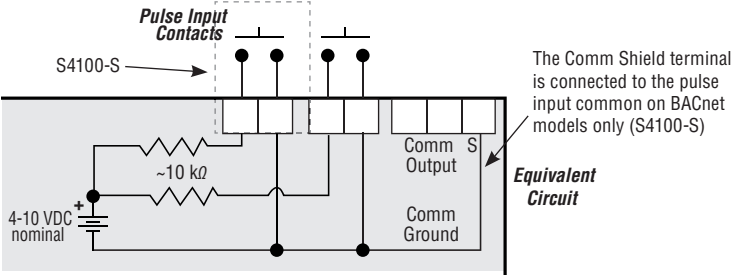 Pulse Input
Contacts
S4100-S
The Comm Shield terminal
is connected to the pulse
input common on BACnet
models only (S4100-S)
Comm S
Output
~10 kΩ
Equivalent
Circuit
+
4-10 VDC
nominal
Comm
Ground